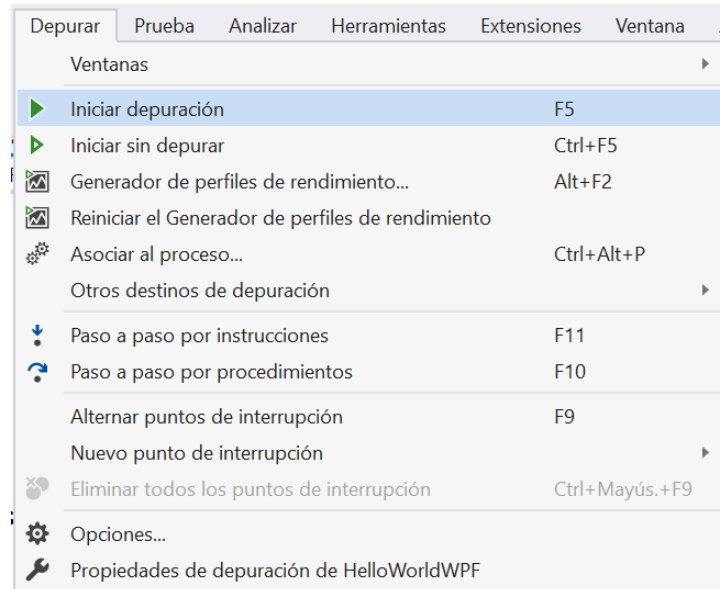 Depurar Prueba Analizar Herramientas Extensiones Ventana
Ventanas
Iniciar depuración F5
Iniciar sin depurar Ctrl+F5
Generador de perfiles de rendimiento... Alt+F2
Reiniciar el Generador de perfiles de rendimiento
Asociar al proceso... Ctrl+Alt+P
Otros destinos de depuración
Paso a paso por instrucciones F11
Paso a paso por procedimientos F10
Alternar puntos de interrupción F9
Nuevo punto de interrupción
Eliminar todos los puntos de interrupción Ctrl+Mayús.+F9
Opciones...
Propiedades de depuración de HelloWorldWPF